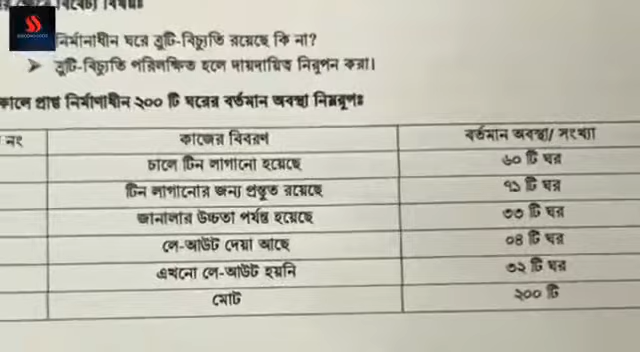 নির্মানাধীন ঘরে ত্রুটি-বিচ্যুতি রয়েছে কি না?
➤ ত্রুটি-বিচ্যুতি পরিলক্ষিত হলে দায়দায়িত্ব নিরূপন করা।
কালে প্রাপ্ত নির্মাণাধীন ২০০ টি ঘরের বর্তমান অবস্থা নিম্নরূপঃ
নং কাজের বিবরণ বর্তমান অবস্থা/ সংখ্যা
চালে টিন লাগানো হয়েছে ৬০ টি ঘর
টিন লাগানোর জন্য প্রস্তুত রয়েছে ৭১ টি ঘর
জানালার উচ্চতা পর্যন্ত হয়েছে ৩৩ টি ঘর
লে-আউট দেয়া আছে ০৪ টি ঘর
এখনো লে-আউট হয়নি ৩২ টি ঘর
মোট ২০০ টি